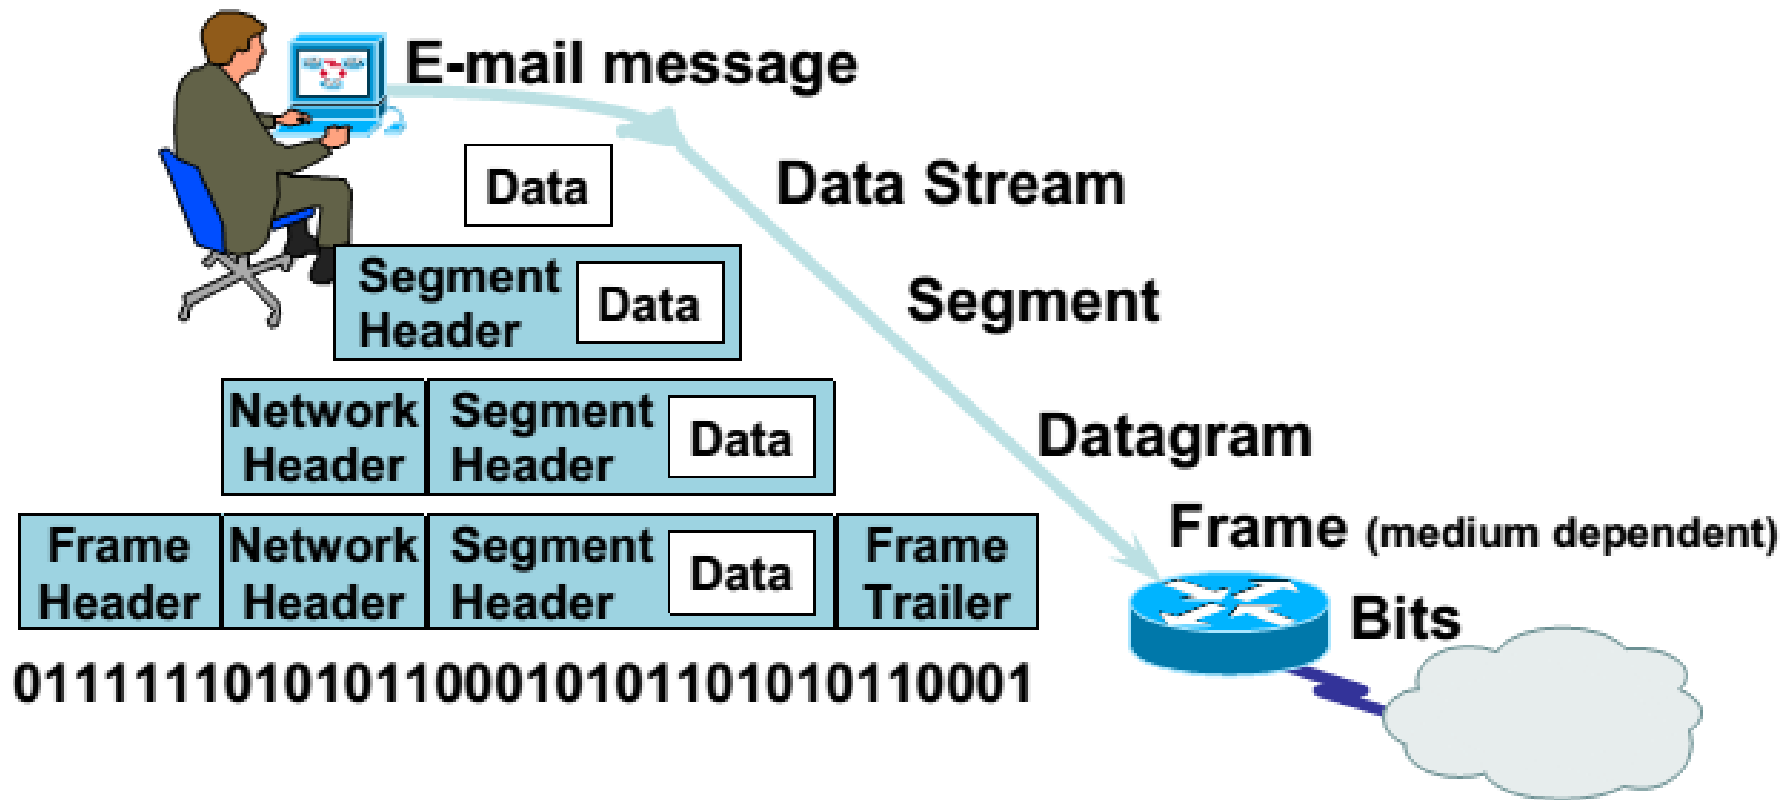 E-mail message
Data
Data Stream
Segment
Header
Data
Segment
Network
Header
Segment
Header
Data
Datagram
Frame
Header
Network
Header
Segment
Header
Data
Frame
Trailer
Frame (medium dependent)
Bits
0111111010101100010101101010110001